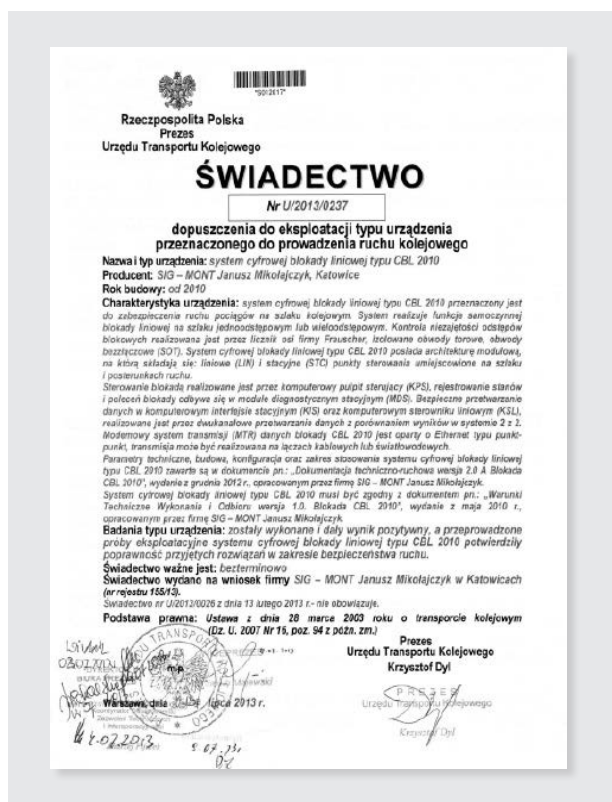 *S012017*
Rzeczpospolita Polska
Prezes
Urzędu Transportu Kolejowego
ŚWIADECTWO
Nr U/2013/0237
dopuszczenia do eksploatacji typu urządzenia
przeznaczonego do prowadzenia ruchu kolejowego
Nazwa i typ urządzenia: system cyfrowej blokady liniowej typu CBL 2010
Producent: SIG – MONT Janusz Mikołajczyk, Katowice
Rok budowy: od 2010
Charakterystyka urządzenia: system cyfrowej blokady liniowej typu CBL 2010 przeznaczony jest
do zabezpieczenia ruchu pociągów na szlaku kolejowym. System realizuje funkcje samoczynnej
blokady liniowej na szlaku jednoodstępowym lub wieloodstępowym. Kontrola niezajętości odstępów
blokowych realizowana jest przez licznik osi firmy Frauscher, izolowane obwody torowe, obwody
bezzłączowe (SOT). System cyfrowej blokady liniowej typu CBL 2010 posiada architekturę modułową,
na którą składają się: liniowe (LIN) i stacyjne (STC) punkty sterowania umiejscowione na szlaku
i posterunkach ruchu.
Sterowanie blokadą realizowane jest przez komputerowy pulpit sterujący (KPS), rejestrowanie stanów
i poleceń blokady odbywa się w module diagnostycznym stacyjnym (MDS). Bezpieczne przetwarzanie
danych w komputerowym interfejsie stacyjnym (KIS) oraz komputerowym sterowniku liniowym (KSL),
realizowane jest przez dwukanałowe przetwarzanie danych z porównaniem wyników w systemie 2 z 2.
Modemowy system transmisji (MTR) danych blokady CBL 2010 jest oparty o Ethernet typu punkt-
punkt, transmisja może być realizowana na łączach kablowych lub światłowodowych.
Parametry techniczne, budowa, konfiguracja oraz zakres stosowania systemu cyfrowej blokady liniowej
typu CBL 2010 zawarte są w dokumencie pn.: „Dokumentacja techniczno-ruchowa wersja 2.0 A Blokada
CBL 2010", wydanie z grudnia 2012 r., opracowanym przez firmę SIG – MONT Janusz Mikołajczyk.
System cyfrowej blokady liniowej typu CBL 2010 musi być zgodny z dokumentem pn.: „Warunki
Techniczne Wykonania i Odbioru wersja 1.0. Blokada CBL 2010", wydanie z maja 2010 r.,
opracowanym przez firmę SIG – MONT Janusz Mikołajczyk.
Badania typu urządzenia: zostały wykonane i dały wynik pozytywny, a przeprowadzone
próby eksploatacyjne systemu cyfrowej blokady liniowej typu CBL 2010 potwierdziły
poprawność przyjętych rozwiązań w zakresie bezpieczeństwa ruchu.
Świadectwo ważne jest: bezterminowo
Świadectwo wydano na wniosek firmy SIG – MONT Janusz Mikołajczyk w Katowicach
(nr rejestru 155/13).
Świadectwo nr U/2013/0026 z dnia 13 lutego 2013 r.- nie obowiązuje.
Podstawa prawna: Ustawa z dnia 28 marca 2003 roku o transporcie kolejowym
(Dz. U. 2007 Nr 16, poz. 94 z późn. zm.)
Prezes
Urzędu Transportu Kolejowego
Krzysztof Dyl
mp.
Warszawa, dnia lipca 2013 r.
PREZES
Urzędu Transportu Kolejowego
Krzysztof Dyl